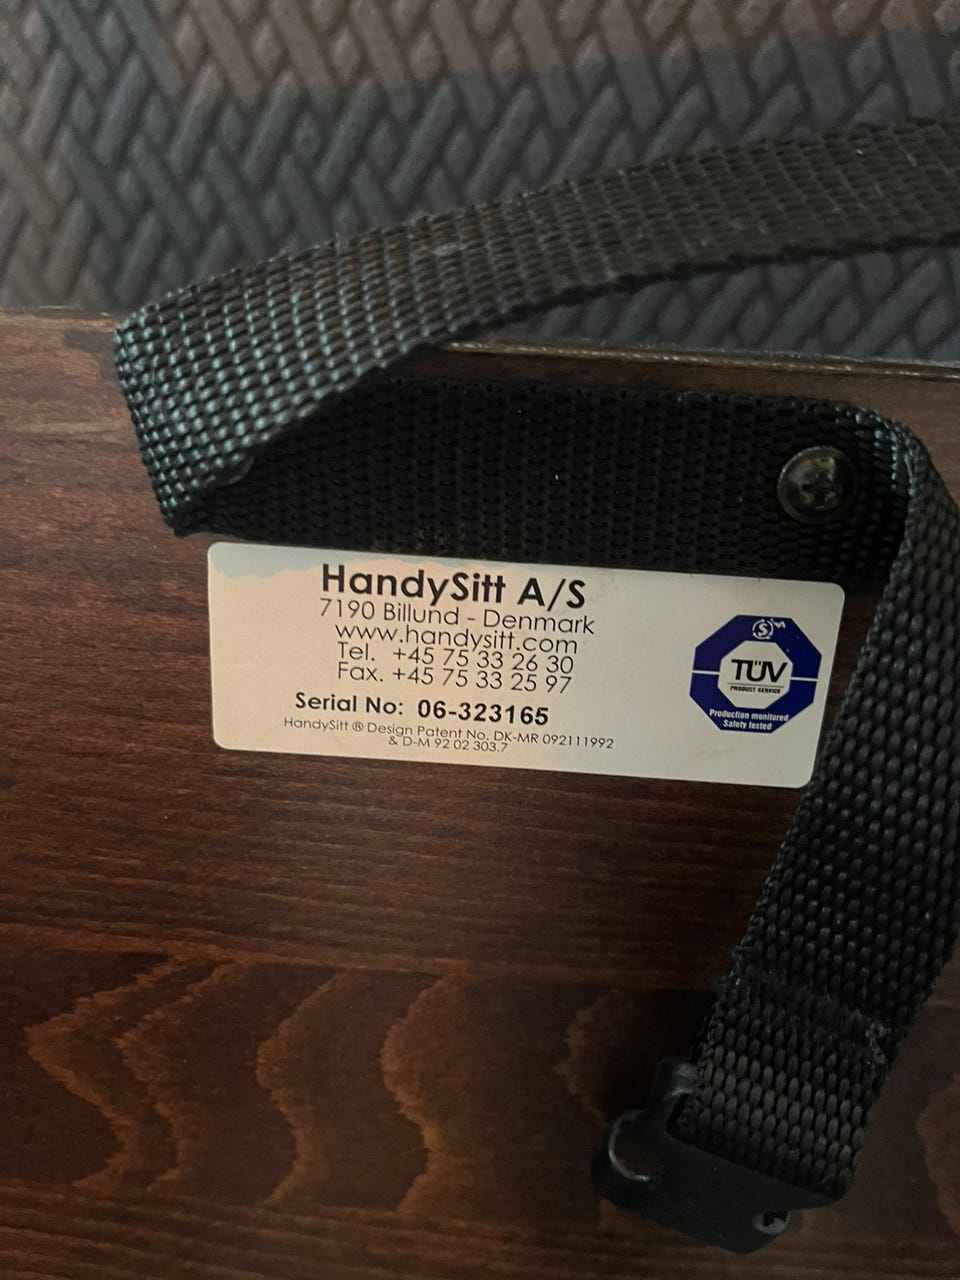 HandySitt A/S
7190 Billund - Denmark
www.handysitt.com
Tel. +45 75 33 26 30
Fax. +45 75 33 25 97
Serial No: 06-323165
HandySitt ® Design Patent No. DK-MR 092111992
& D-M 92 02 303.7
TÜV
PRODUCT SERVICE
Production monitored
Safety tested